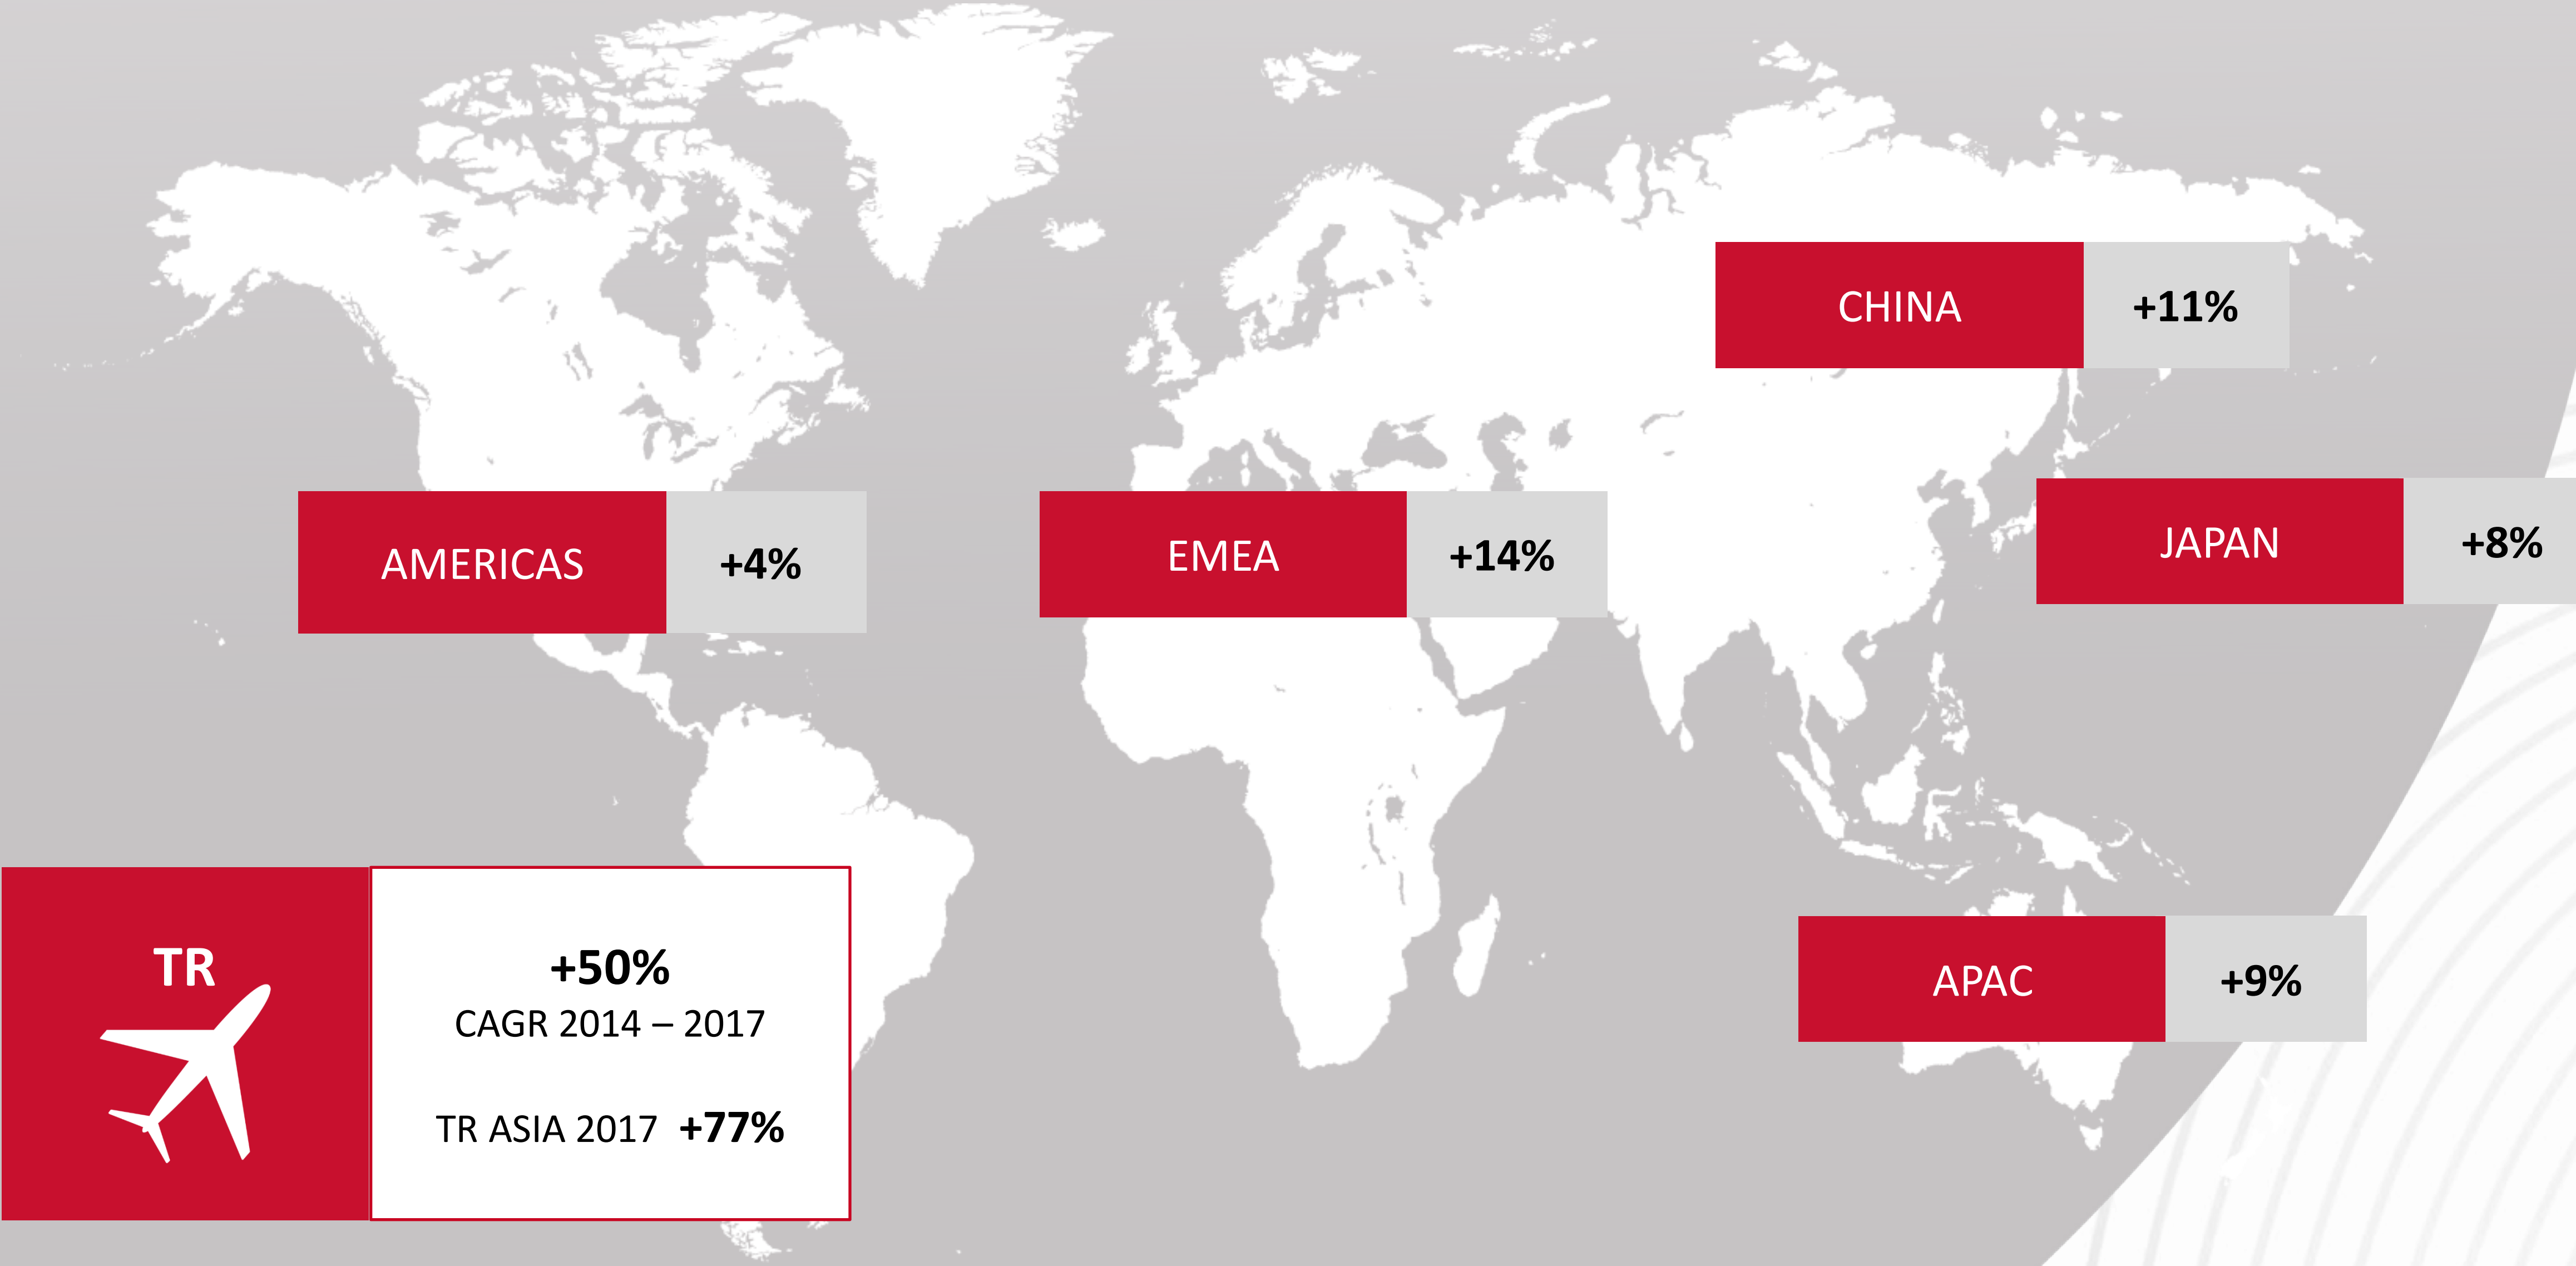 CHINA +11%
JAPAN +8%
AMERICAS +4%
EMEA +14%
APAC +9%
TR
+50%
CAGR 2014 – 2017
TR ASIA 2017 +77%